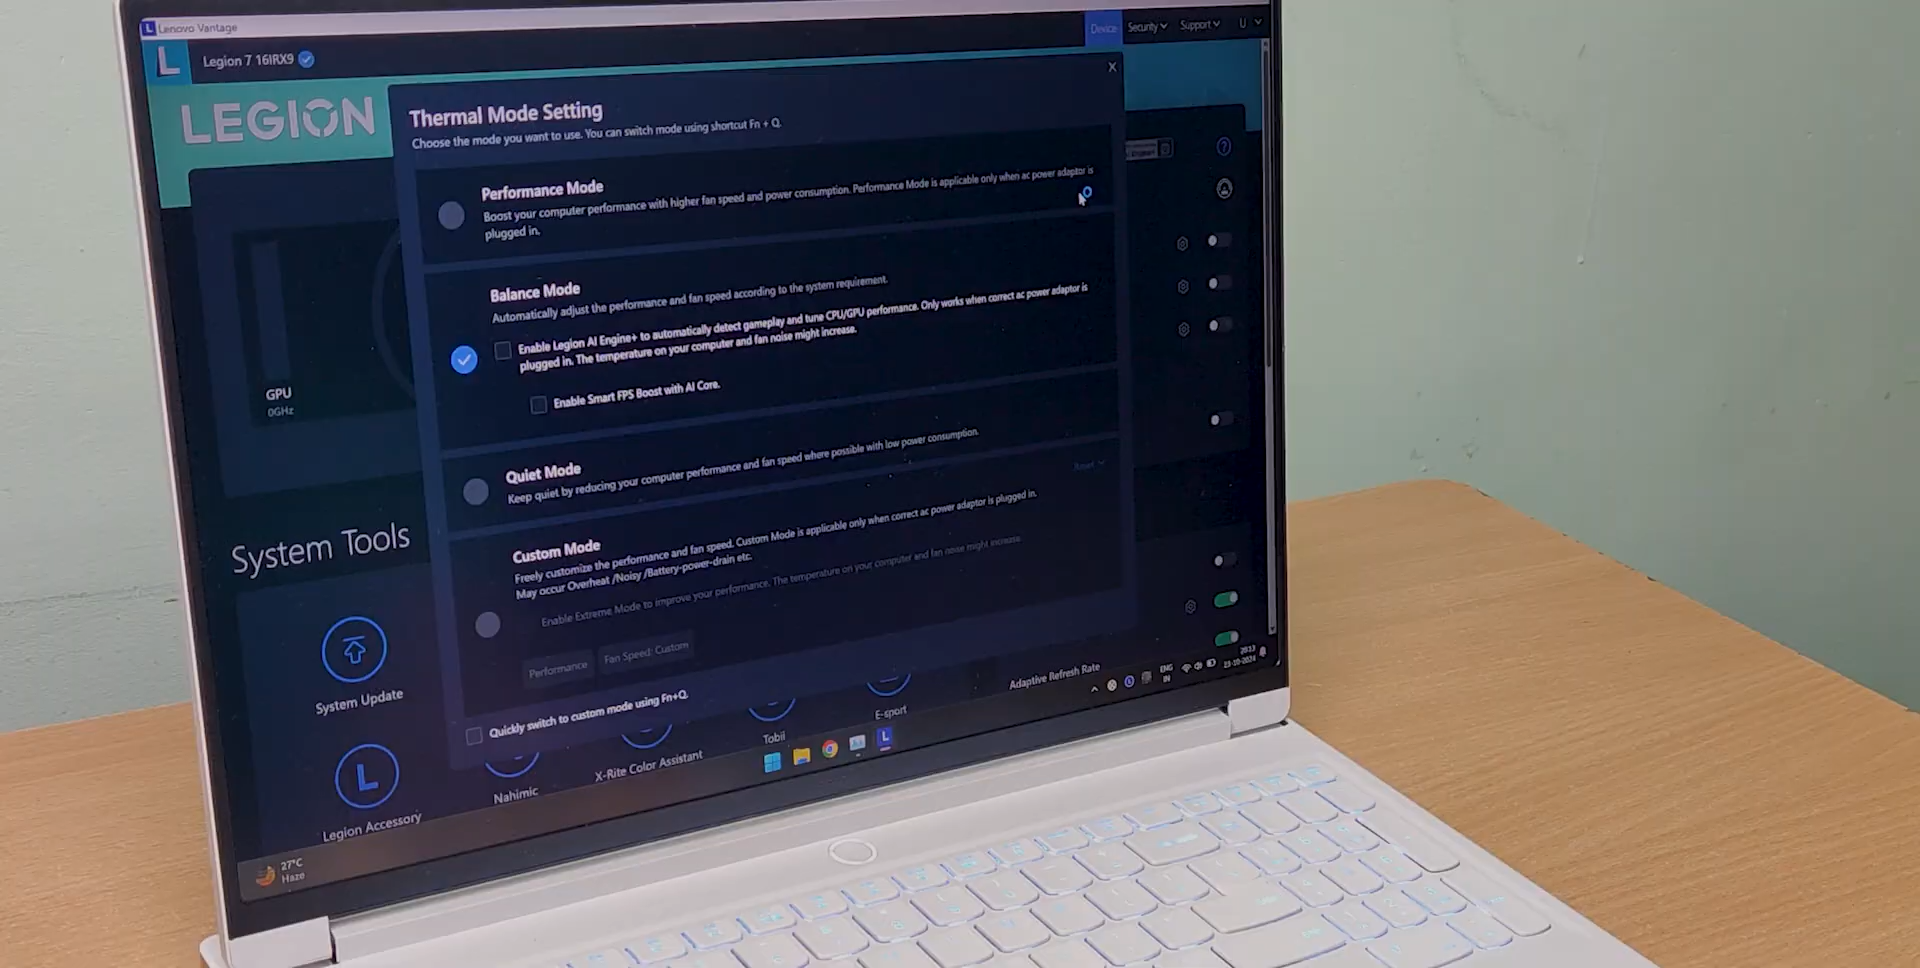 Lenovo Vantage
Legion 7 16IRX9
Device Security Support U
LEGION
Thermal Mode Setting
Choose the mode you want to use. You can switch mode using shortcut Fn + Q.
Performance Mode
Boost your computer performance with higher fan speed and power consumption. Performance Mode is applicable only when ac power adaptor is
plugged in.
Balance Mode
Automatically adjust the performance and fan speed according to the system requirement.
Enable Legion AI Engine+ to automatically detect gameplay and tune CPU/GPU performance. Only works when correct ac power adaptor is
plugged in. The temperature on your computer and fan noise might increase.
Enable Smart FPS Boost with AI Core.
Quiet Mode
Keep quiet by reducing your computer performance and fan speed where possible with low power consumption.
Reset
Custom Mode
Freely customize the performance and fan speed. Custom Mode is applicable only when correct ac power adaptor is plugged in.
May occur Overheat /Noisy /Battery-power-drain etc.
Enable Extreme Mode to improve your performance. The temperature on your computer and fan noise might increase.
Performance
Fan Speed: Custom
Quickly switch to custom mode using Fn+Q.
GPU
0GHz
System Tools
System Update
Legion Accessory
Nahimic
X-Rite Color Assistant
Tobii
E-sport
Adaptive Refresh Rate
27°C
Haze
ENG
IN
20:13
23-10-2024